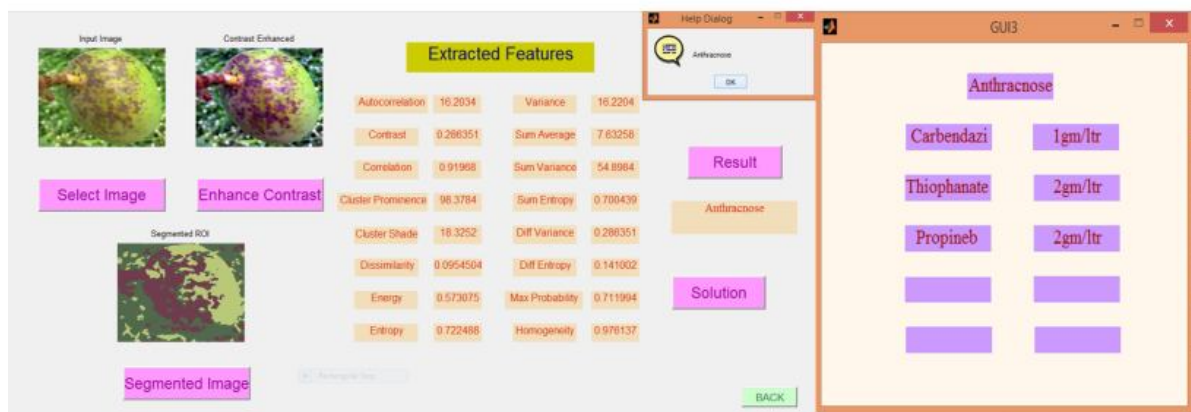 Input Image
Contrast Enhanced
Select Image
Enhance Contrast
Segmented ROI
Segmented Image
Extracted Features
Autocorrelation 16.2034 Variance 16.2204
Contrast 0.286351 Sum Average 7.63258
Correlation 0.91968 Sum Variance 54.8984
Cluster Prominence 98.3784 Sum Entropy 0.700439
Cluster Shade 18.3252 Diff Variance 0.286351
Dissimilarity 0.0954504 Diff Entropy 0.141002
Energy 0.573075 Max Probability 0.711994
Entropy 0.722488 Homogeneity 0.976137
Help Dialog
Anthracnose
OK
Result
Anthracnose
Solution
BACK
GUI3
Anthracnose
Carbendazi 1gm/ltr
Thiophanate 2gm/ltr
Propineb 2gm/ltr